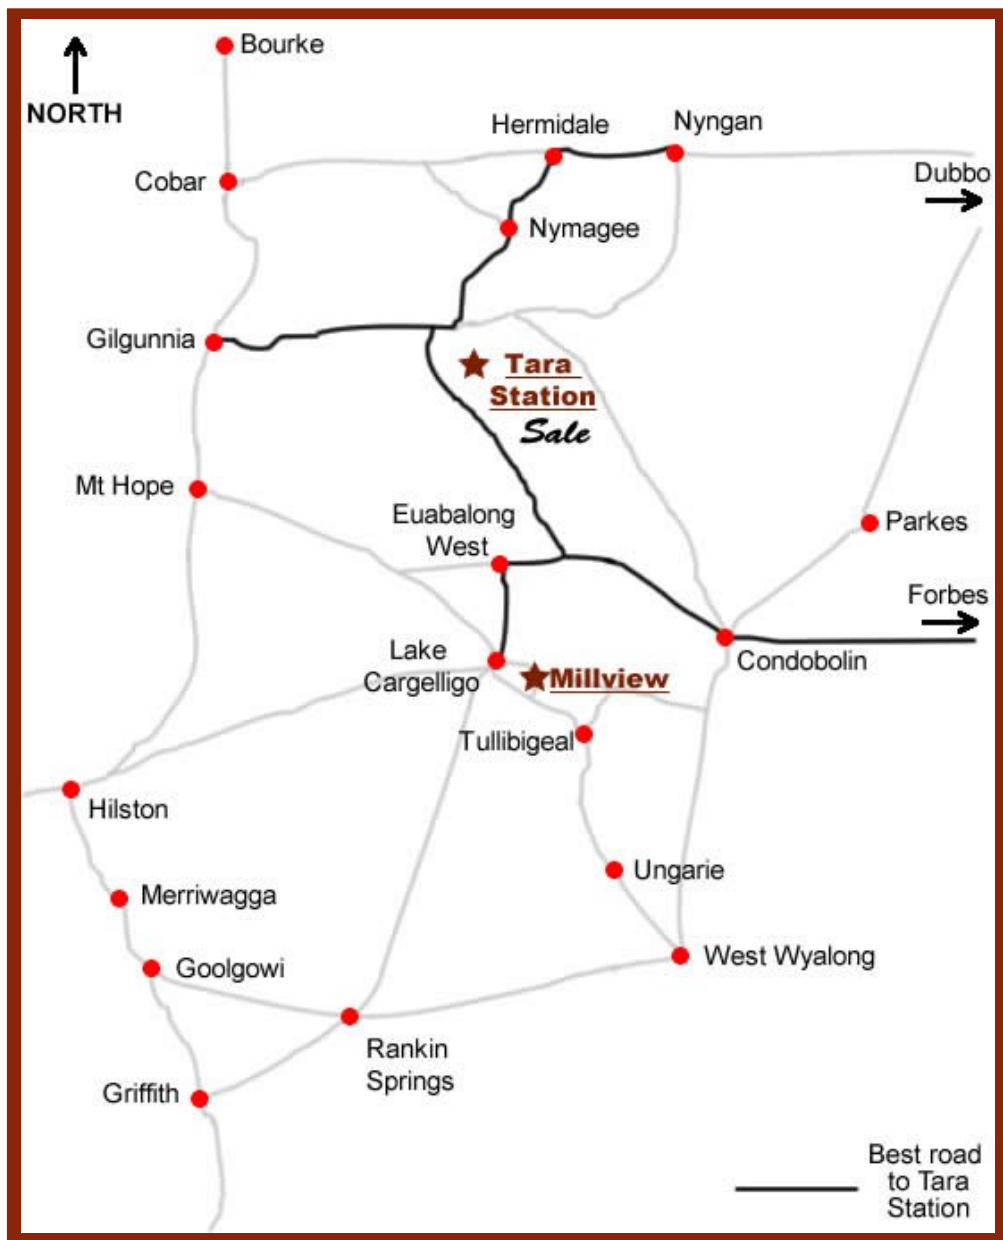 Bourke
NORTH
Hermidale
Nyngan
Cobar
Dubbo
Nymagee
Gilgunnia
Tara
Station
Sale
Mt Hope
Euabalong
West
Parkes
Forbes
Lake
Cargelligo
Condobolin
Millview
Tullibigeal
Hilston
Ungarie
Merriwagga
West Wyalong
Goolgowi
Rankin
Springs
Griffith
Best road
to Tara
Station